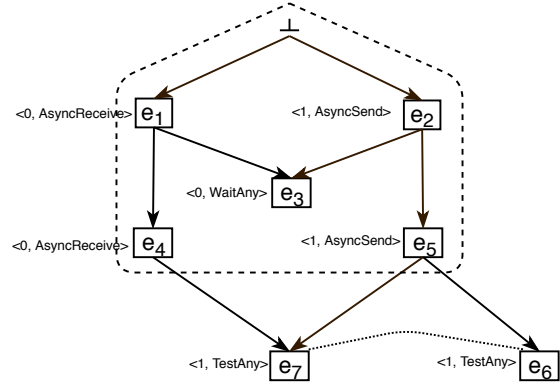 ⊥
<0, AsyncReceive> e1 <1, AsyncSend> e2
<0, WaitAny> e3
<0, AsyncReceive> e4 <1, AsyncSend> e5
<1, TestAny> e7 <1, TestAny> e6